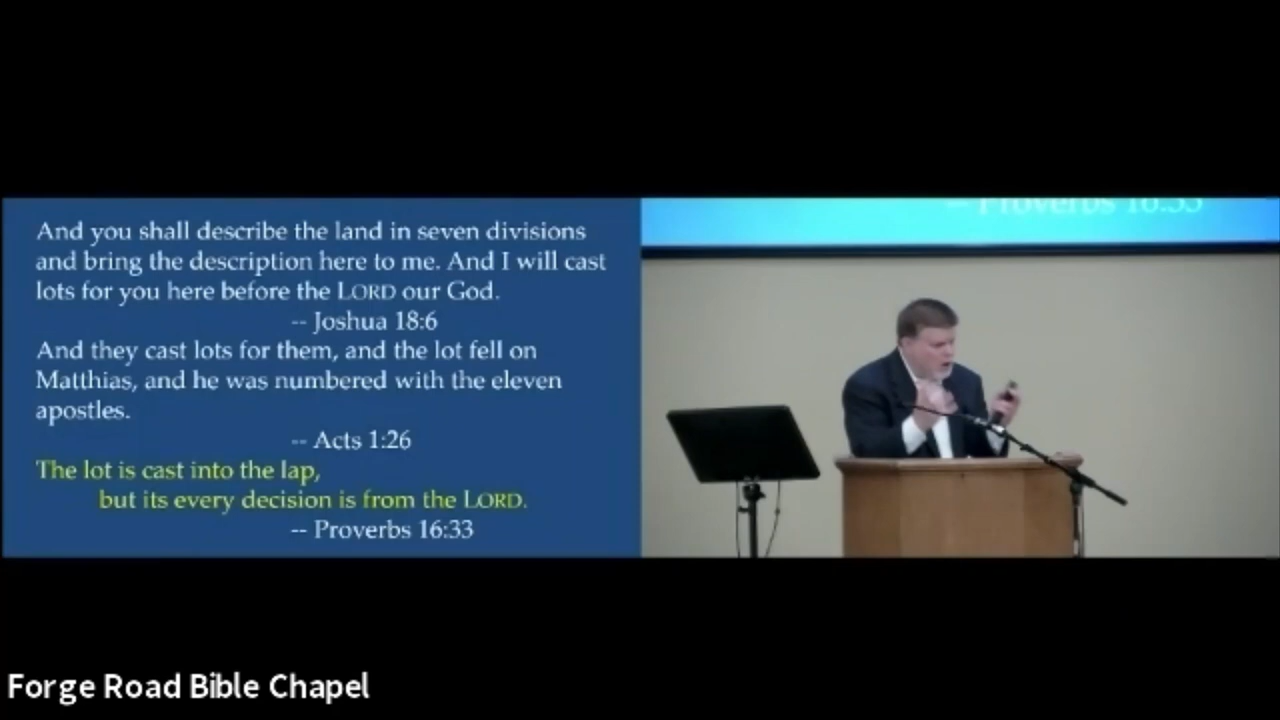 And you shall describe the land in seven divisions
and bring the description here to me. And I will cast
lots for you here before the LORD our God.
-- Joshua 18:6
And they cast lots for them, and the lot fell on
Matthias, and he was numbered with the eleven
apostles.
-- Acts 1:26
The lot is cast into the lap,
but its every decision is from the LORD.
-- Proverbs 16:33
-- Proverbs 16:33
Forge Road Bible Chapel